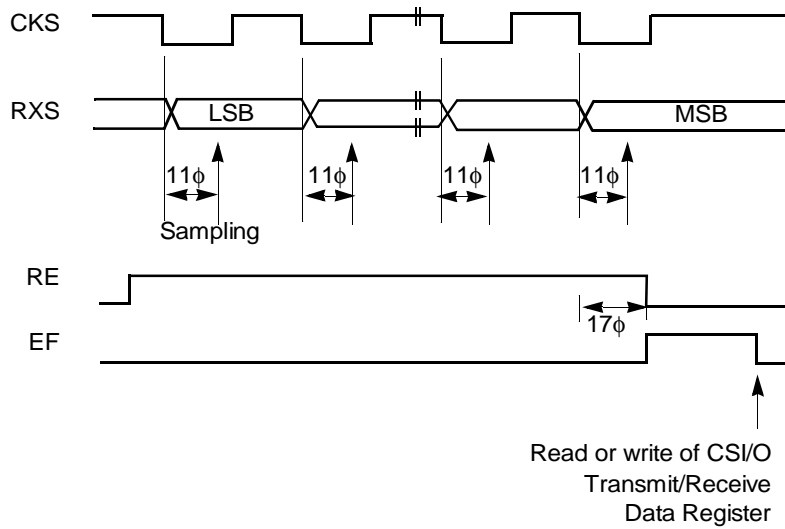 CKS
RXS
LSB
MSB
11ϕ
11ϕ
11ϕ
11ϕ
Sampling
RE
17ϕ
EF
Read or write of CSI/O
Transmit/Receive
Data Register